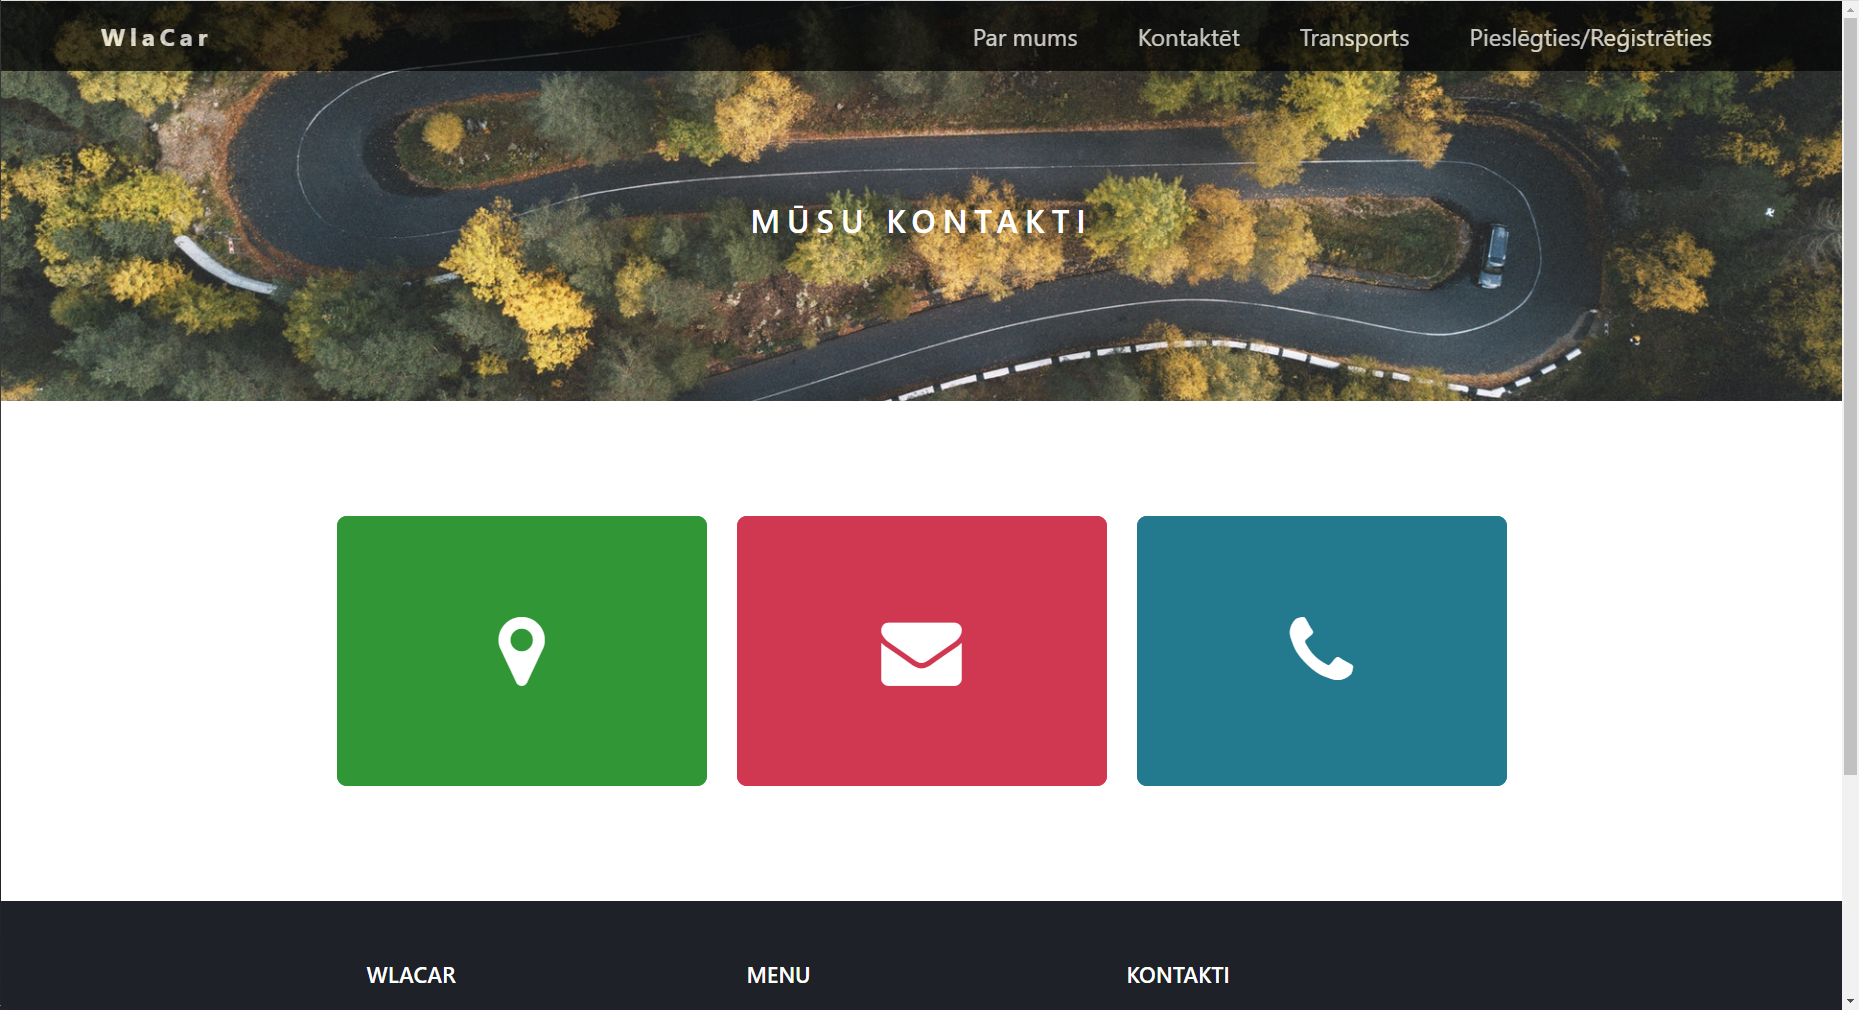 WlaCar
Par mums
Kontaktēt
Transports
Pieslēgties/Reģistrēties
MŪSU KONTAKTI
WLACAR
MENU
KONTAKTI